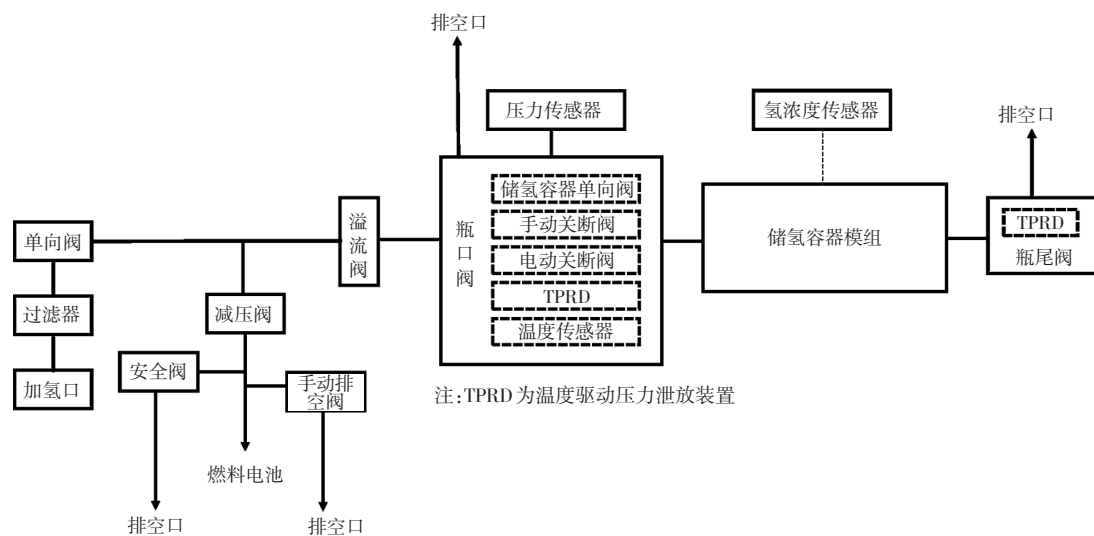 排空口
压力传感器
氢浓度传感器
排空口
储氢容器单向阀
手动关断阀
电动关断阀
TPRD
温度传感器
瓶
口
阀
溢
流
阀
储氢容器模组
TPRD
瓶尾阀
单向阀
过滤器
加氢口
减压阀
安全阀
手动排
空阀
注:TPRD为温度驱动压力泄放装置
燃料电池
排空口
排空口